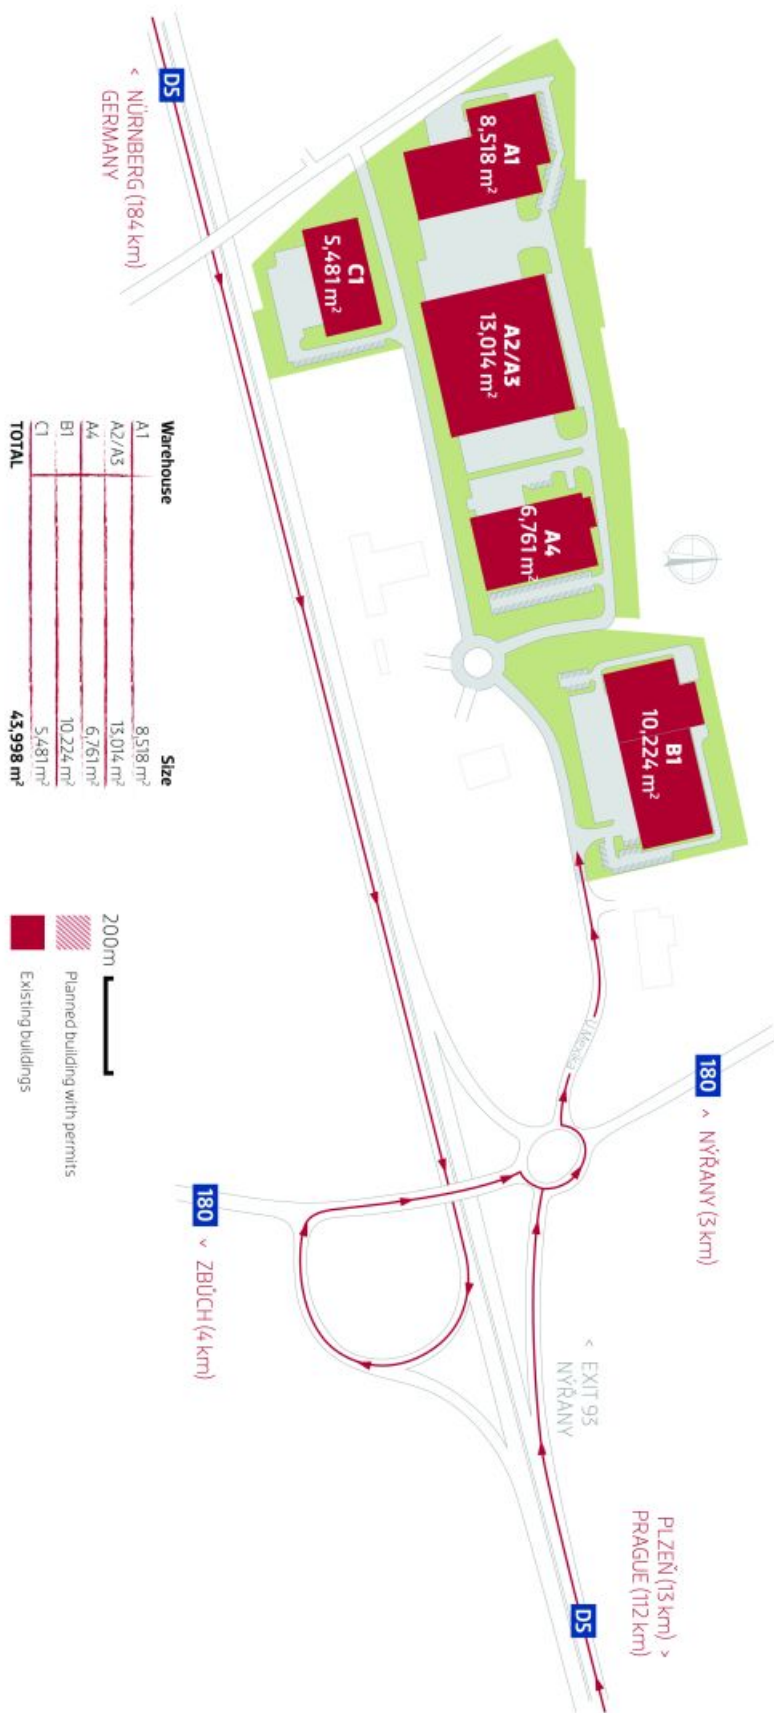 PLZEŇ (13 km) >
PRAGUE (112 km)
D5
180
^ NÝŘANY (3 km)
< EXIT 93
NÝŘANY
U Mexika
B1
10,224 m²
A4
6,761 m²
A2/A3
13,014 m²
A1
8,518 m²
C1
5,481 m²
D5
< NÜRNBERG (184 km)
GERMANY
180
˅ ZBŮCH (4 km)
Warehouse Size
A1 8,518 m²
A2/A3 13,014 m²
A4 6,761 m²
B1 10,224 m²
C1 5,481 m²
TOTAL 43,998 m²
200m
Planned building with permits
Existing buildings